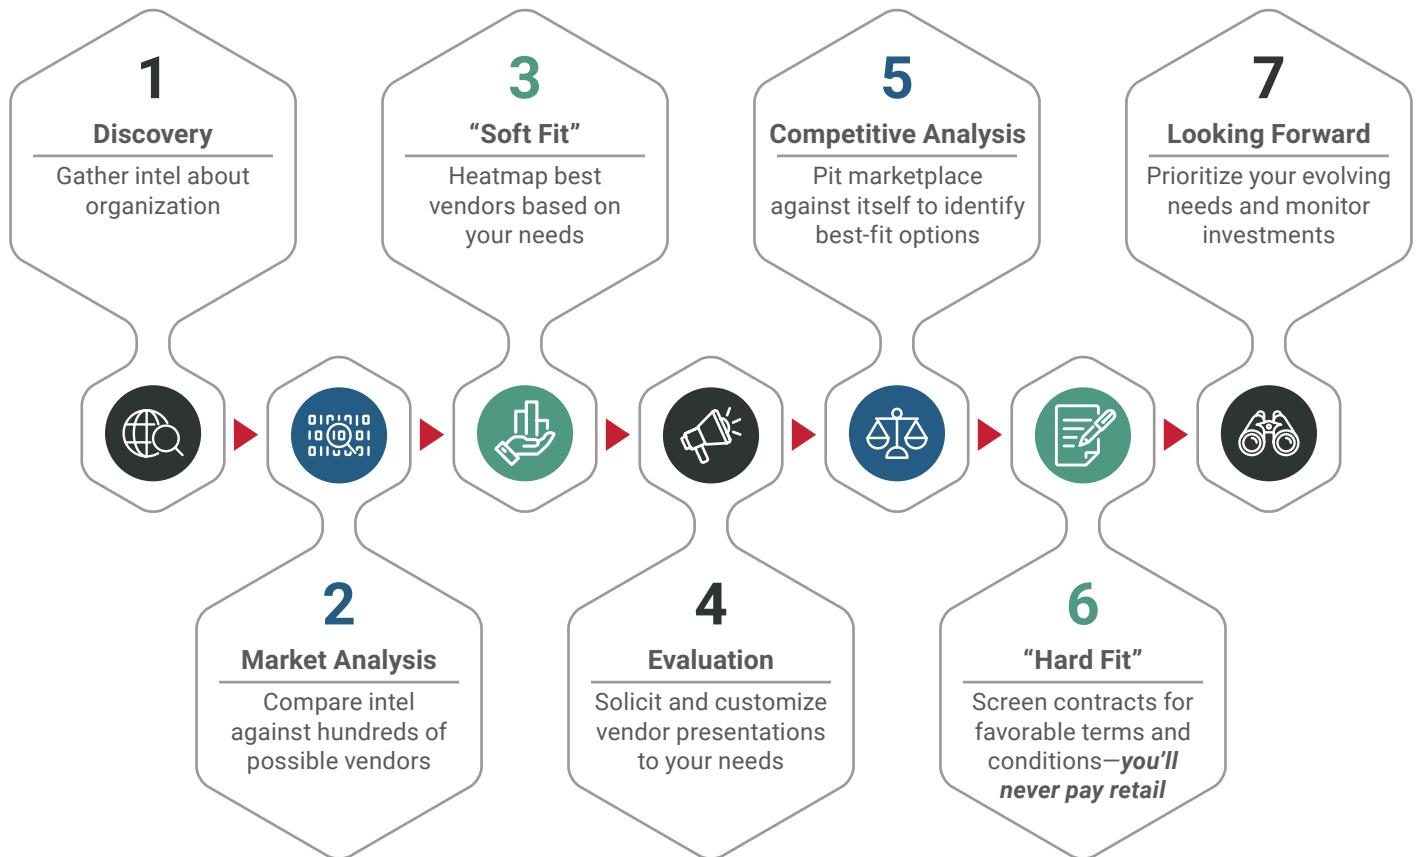 1
Discovery
Gather intel about
organization
2
Market Analysis
Compare intel
against hundreds of
possible vendors
3
“Soft Fit”
Heatmap best
vendors based on
your needs
4
Evaluation
Solicit and customize
vendor presentations
to your needs
5
Competitive Analysis
Pit marketplace
against itself to identify
best-fit options
6
“Hard Fit”
Screen contracts for
favorable terms and
conditions—you’ll
never pay retail
7
Looking Forward
Prioritize your evolving
needs and monitor
investments